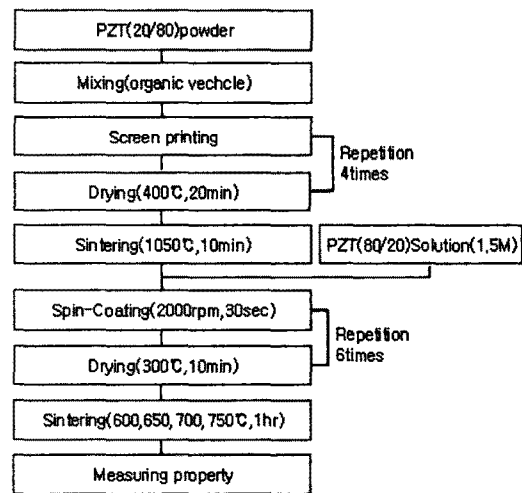 PZT(20/80)powder
Mixing(organic vechcle)
Screen printing
Repetition
4times
Drying(400℃,20min)
Sintering(1050℃,10min)
PZT(80/20)Solution(1,5M)
Spin-Coating(2000rpm,30sec)
Repetition
6times
Drying(300℃,10min)
Sintering(600,650,700,750℃,1hr)
Measuring property